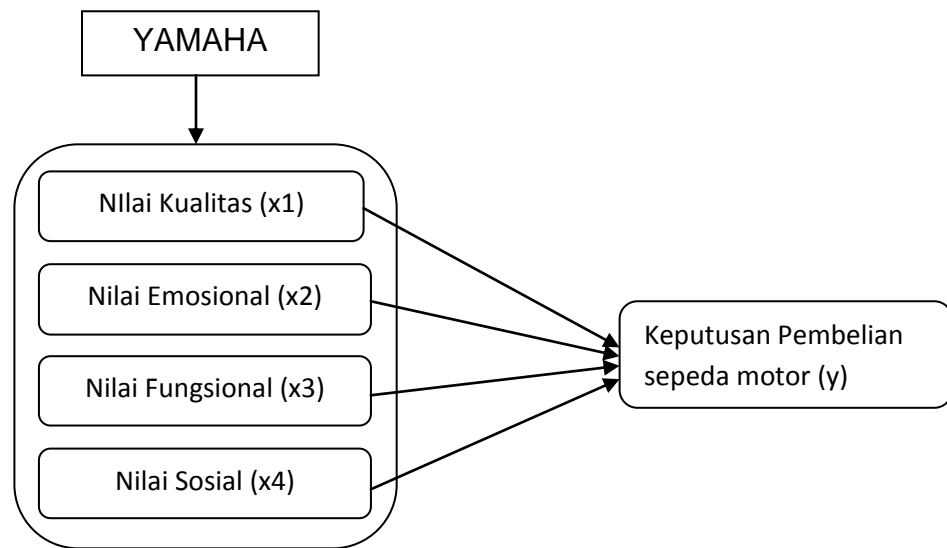 YAMAHA
NIlai Kualitas (x1)
Nilai Emosional (x2)
Nilai Fungsional (x3)
Nilai Sosial (x4)
Keputusan Pembelian
sepeda motor (y)